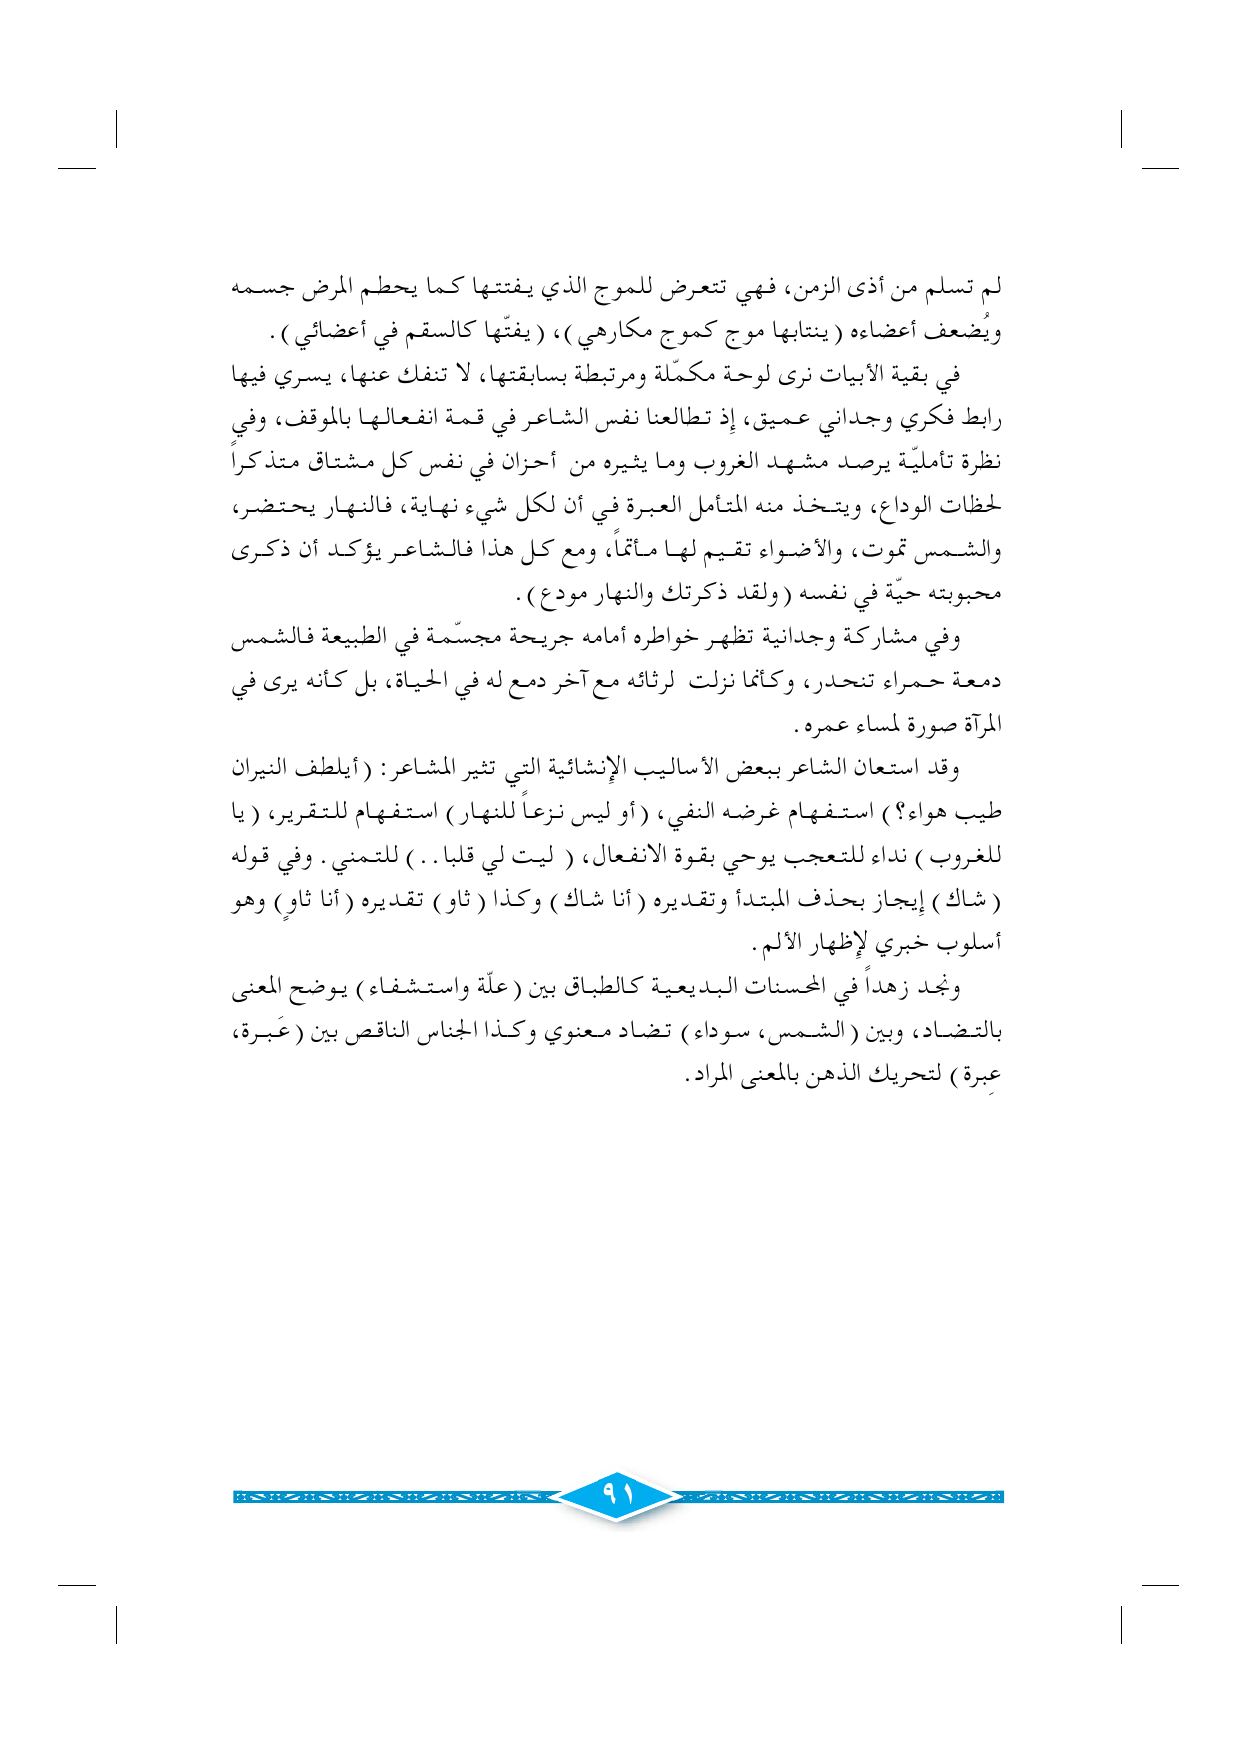 لم تسلم من أذى الزمن، فهي تتعرض للموج الذي يفتتها كما يحطم المرض جسمه
ويُضعف أعضاءه (ينتابها موج كموج مكارهي)، (يفتّها كالسقم في أعضائي).
في بقية الأبيات نرى لوحة مكمّلة ومرتبطة بسابقتها، لا تنفك عنها، يسري فيها
رابط فكري وجداني عميق، إِذ تطالعنا نفس الشاعر في قمة انفعالها بالموقف، وفي
نظرة تأمليّة يرصد مشهد الغروب وما يثيره من أحزان في نفس كل مشتاق متذكراً
لحظات الوداع، ويتخذ منه المتأمل العبرة في أن لكل شيء نهاية، فالنهار يحتضر،
والشمس تموت، والأضواء تقيم لها مأتماً، ومع كل هذا فالشاعر يؤكد أن ذكرى
محبوبته حيّة في نفسه (ولقد ذكرتك والنهار مودع).
وفي مشاركة وجدانية تظهر خواطره أمامه جريحة مجسّمة في الطبيعة فالشمس
دمعة حمراء تنحدر، وكأنما نزلت لرثائه مع آخر دمع له في الحياة، بل كأنه يرى في
المرآة صورة لمساء عمره.
وقد استعان الشاعر ببعض الأساليب الإِنشائية التي تثير المشاعر: (أيلطف النيران
طيب هواء؟) استفهام غرضه النفي، (أو ليس نزعاً للنهار) استفهام للتقرير، (يا
للغروب) نداء للتعجب يوحي بقوة الانفعال، ( ليت لي قلبا..) للتمني. وفي قوله
(شاك) إِيجاز بحذف المبتدأ وتقديره (أنا شاك) وكذا (ثاو) تقديره (أنا ثاوٍ) وهو
أسلوب خبري لإِظهار الألم.
ونجد زهداً في المحسنات البديعية كالطباق بين (علّة واستشفاء) يوضح المعنى
بالتضاد، وبين (الشمس، سوداء) تضاد معنوي وكذا الجناس الناقص بين (عَبرة،
عِبرة) لتحريك الذهن بالمعنى المراد.
٩١